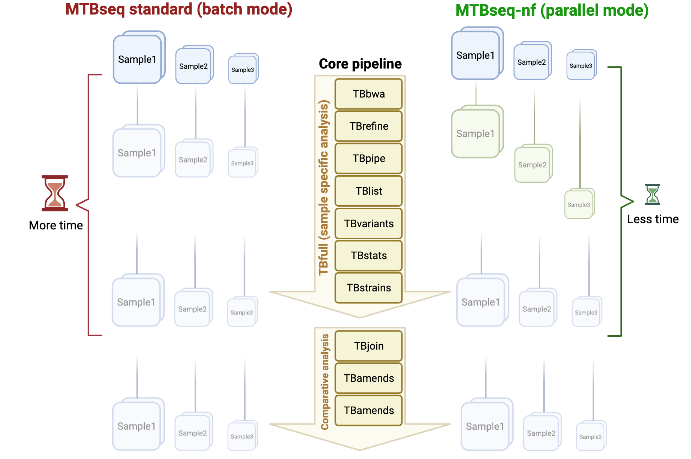 MTBseq standard (batch mode)
MTBseq-nf (parallel mode)
Sample1
Sample2
Sample3
Core pipeline
Sample1
Sample2
Sample3
TBfull (sample specific analysis)
TBbwa
TBrefine
TBpipe
TBlist
TBvariants
TBstats
TBstrains
Sample1
Sample2
Sample3
Sample1
Sample2
Sample3
More time
Less time
Sample1
Sample2
Sample3
Sample1
Sample2
Sample3
Comparative analysis
TBjoin
TBamends
TBamends
Sample1
Sample2
Sample3
Sample1
Sample2
Sample3